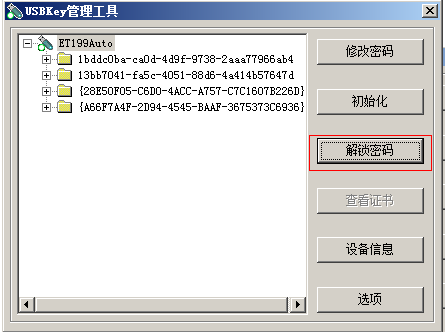 USBKey管理工具
ET199Auto
1bddc0ba-ca0d-4d9f-9738-2aaa77966ab4
13bb7041-fa5c-4051-88d6-4a414b57647d
{28E50F05-C6D0-4ACC-A757-C7C1607B226D}
{A66F7A4F-2D94-4545-BAAF-3675373C6936}
修改密码
初始化
解锁密码
查看证书
设备信息
选项